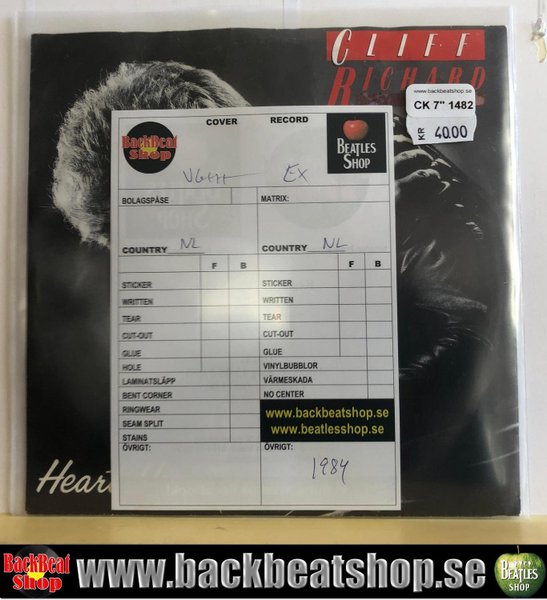 CLIFF
RICHARD
www.backbeatshop.se
CK 7" 1482
KR 40.00
BackBeat
Shop
COVER RECORD
BEATLES
SHOP
VG++ EX
BOLAGSPÅSE MATRIX:
COUNTRY NL COUNTRY NL
F B F B
STICKER STICKER
WRITTEN WRITTEN
TEAR TEAR
CUT-OUT CUT-OUT
GLUE GLUE
HOLE VINYLBUBBLOR
LAMINATSLÄPP VÄRMESKADA
BENT CORNER NO CENTER
RINGWEAR
SEAM SPLIT
STAINS
www.backbeatshop.se
www.beatlesshop.se
ÖVRIGT: ÖVRIGT:
1984
Heart
BackBeat
Shop
www.backbeatshop.se
BEATLES
SHOP